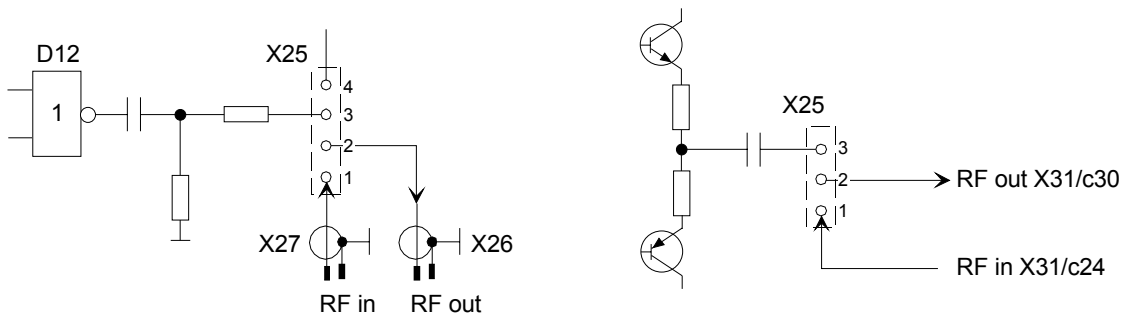 D12
1
X25
4
3
2
1
X27
X26
RF in
RF out
X25
3
2
1
RF out X31/c30
RF in X31/c24